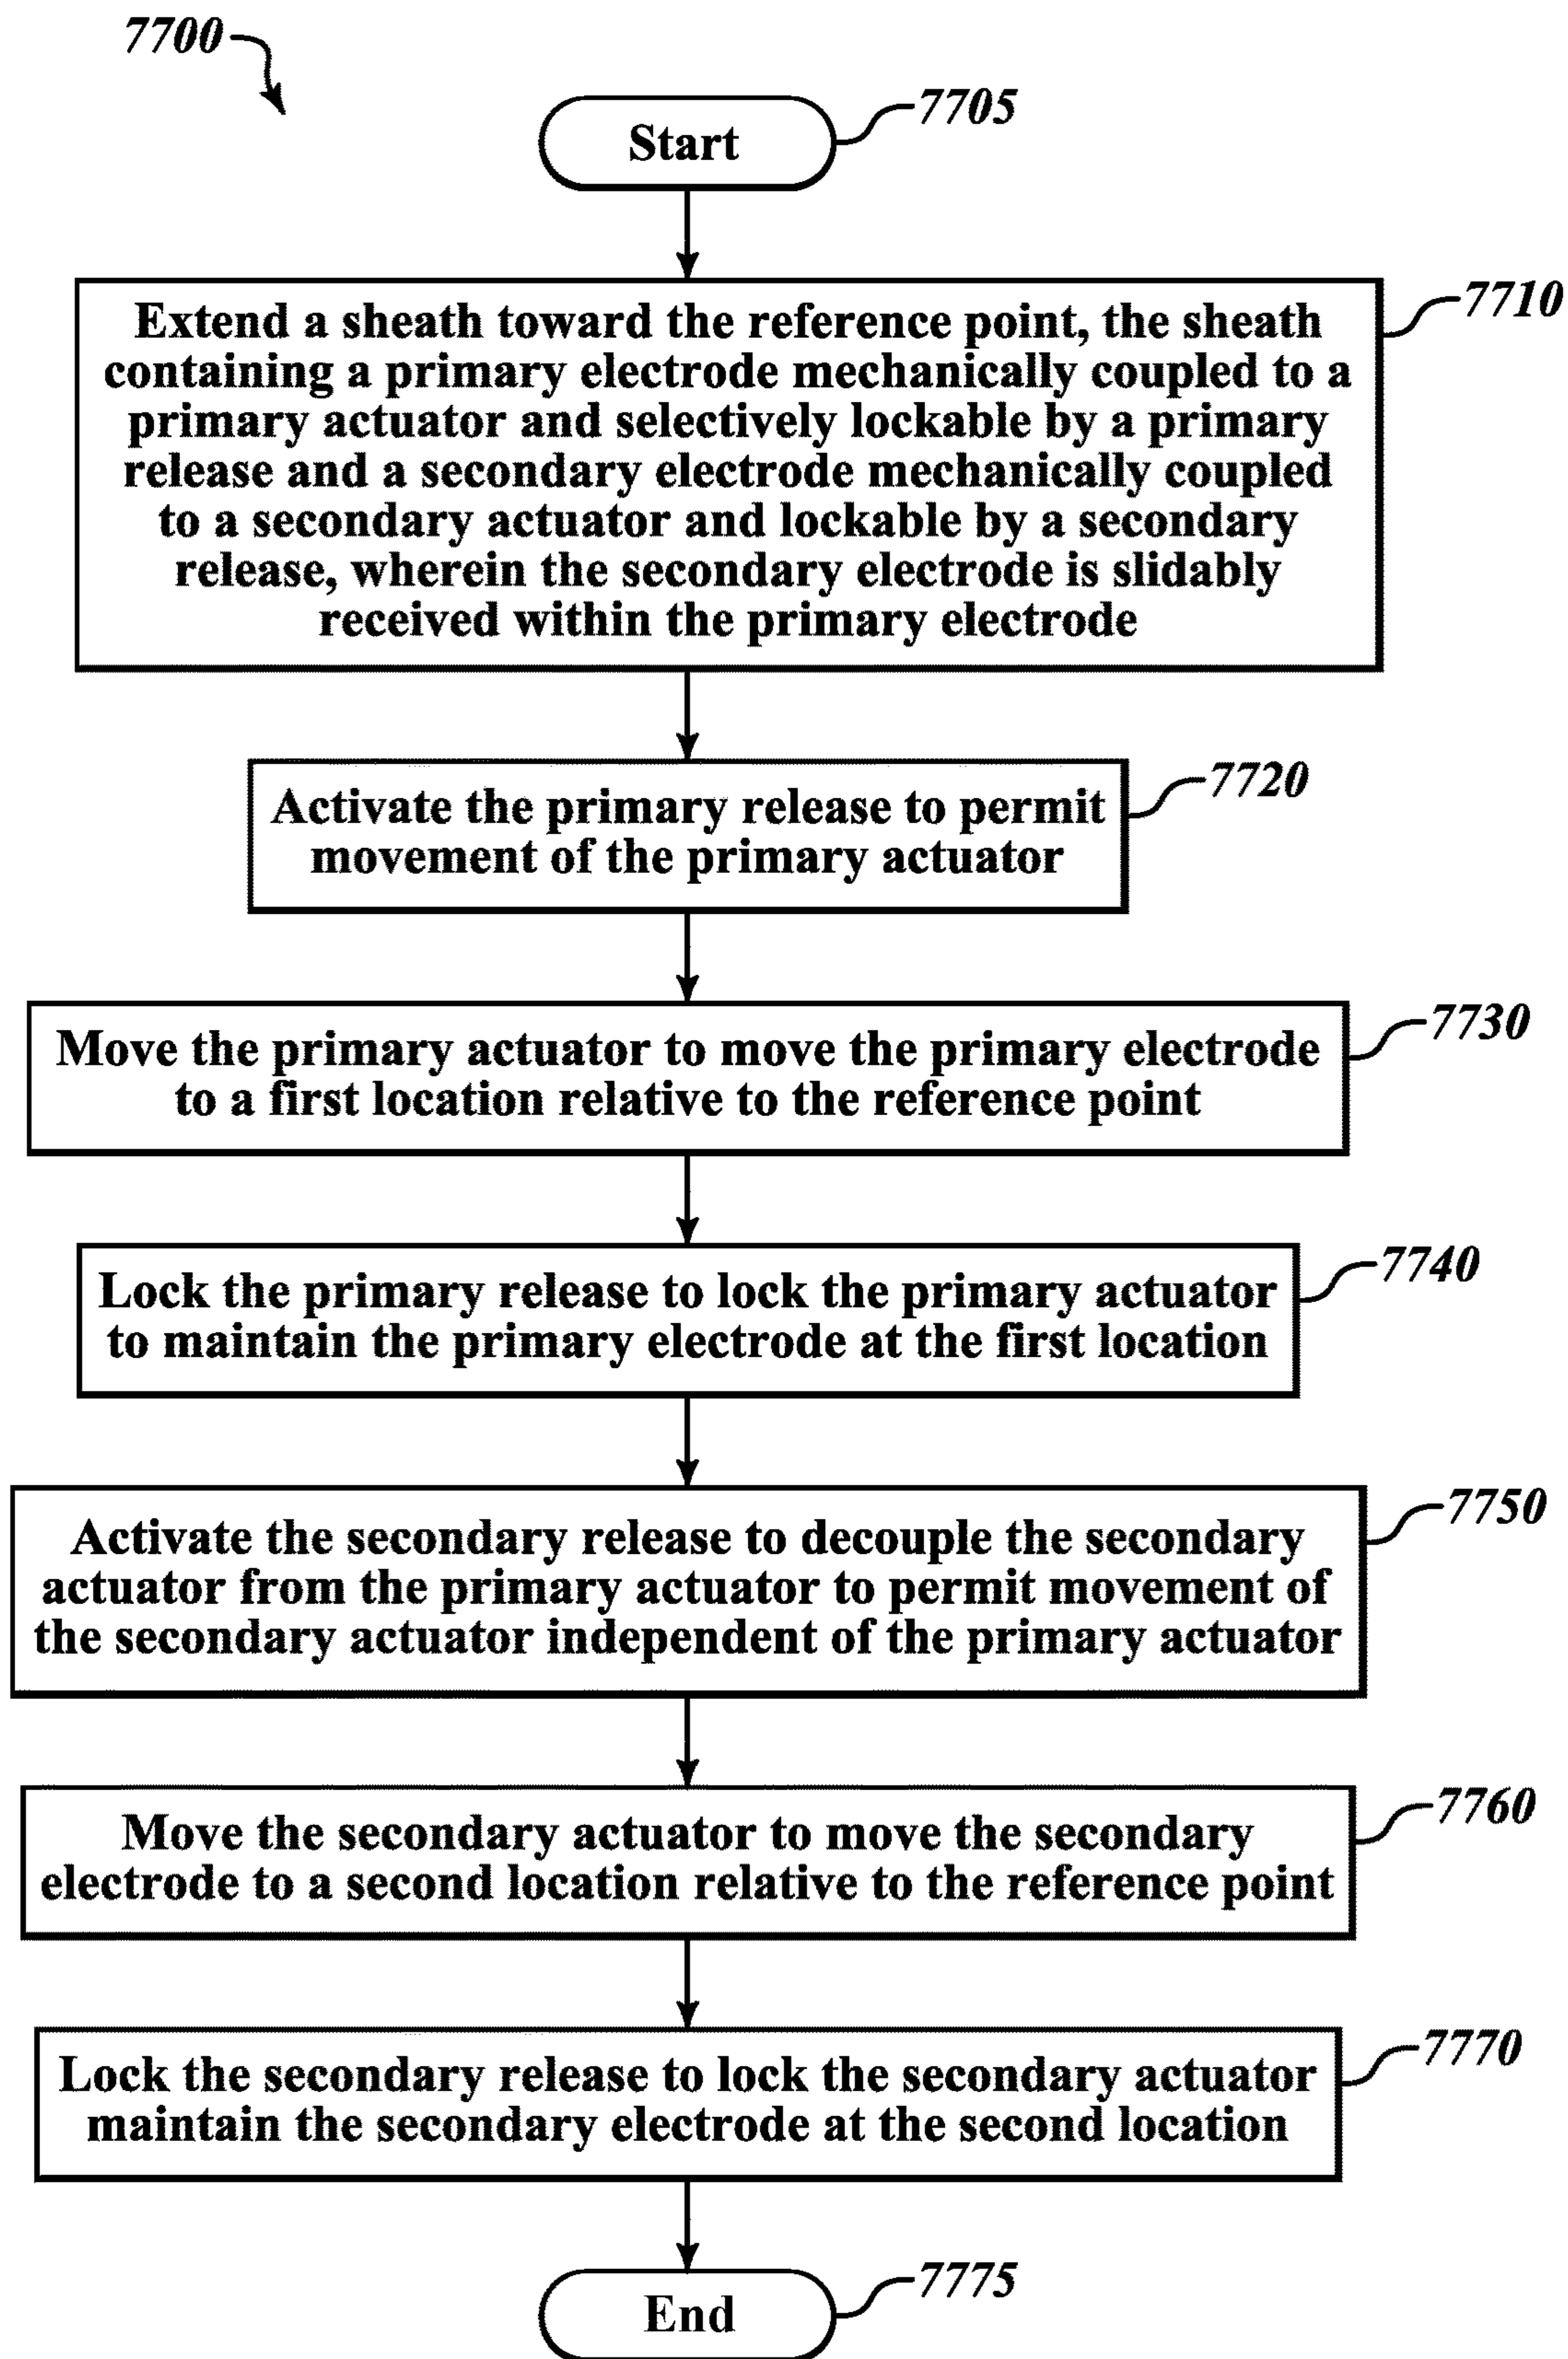 7700
7705
Start
7710
Extend a sheath toward the reference point, the sheath
containing a primary electrode mechanically coupled to a
primary actuator and selectively lockable by a primary
release and a secondary electrode mechanically coupled
to a secondary actuator and lockable by a secondary
release, wherein the secondary electrode is slidably
received within the primary electrode
7720
Activate the primary release to permit
movement of the primary actuator
7730
Move the primary actuator to move the primary electrode
to a first location relative to the reference point
7740
Lock the primary release to lock the primary actuator
to maintain the primary electrode at the first location
7750
Activate the secondary release to decouple the secondary
actuator from the primary actuator to permit movement of
the secondary actuator independent of the primary actuator
7760
Move the secondary actuator to move the secondary
electrode to a second location relative to the reference point
7770
Lock the secondary release to lock the secondary actuator
maintain the secondary electrode at the second location
7775
End